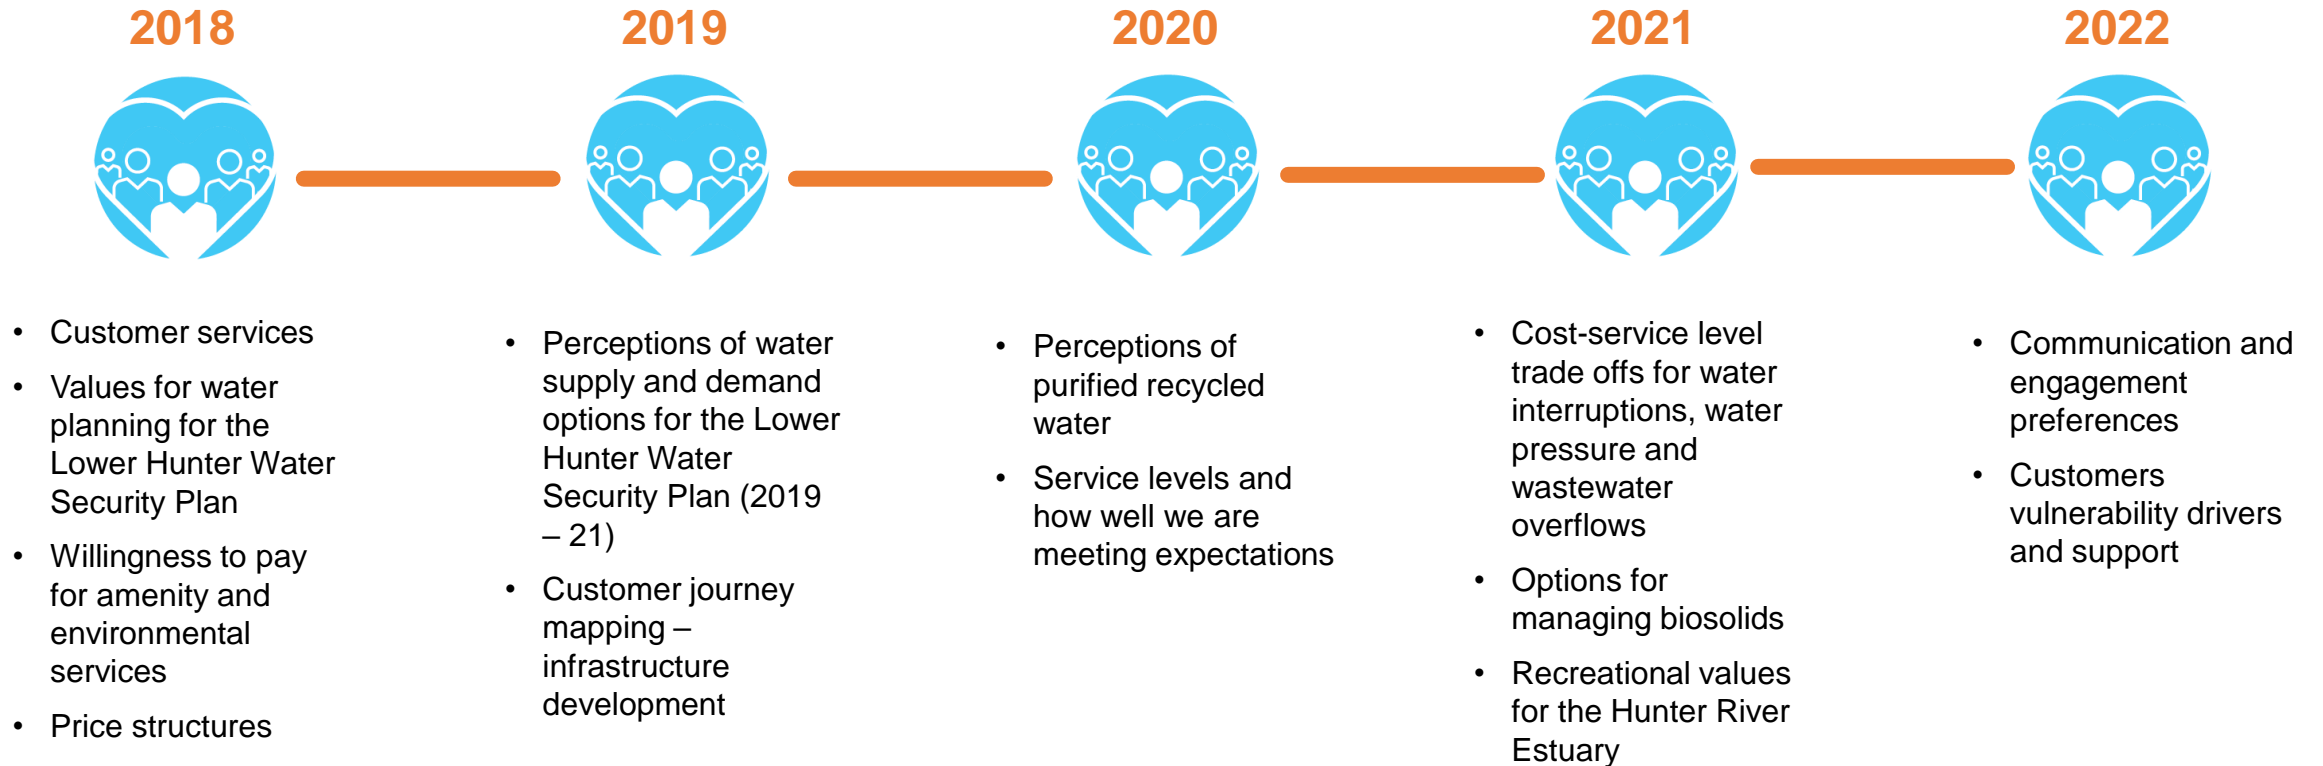 2018
2019
2020
2021
2022
• Customer services
• Values for water
planning for the
Lower Hunter Water
Security Plan
• Willingness to pay
for amenity and
environmental
services
• Price structures
• Perceptions of water
supply and demand
options for the Lower
Hunter Water
Security Plan (2019
– 21)
• Customer journey
mapping –
infrastructure
development
• Perceptions of
purified recycled
water
• Service levels and
how well we are
meeting expectations
• Cost-service level
trade offs for water
interruptions, water
pressure and
wastewater
overflows
• Options for
managing biosolids
• Recreational values
for the Hunter River
Estuary
• Communication and
engagement
preferences
• Customers
vulnerability drivers
and support